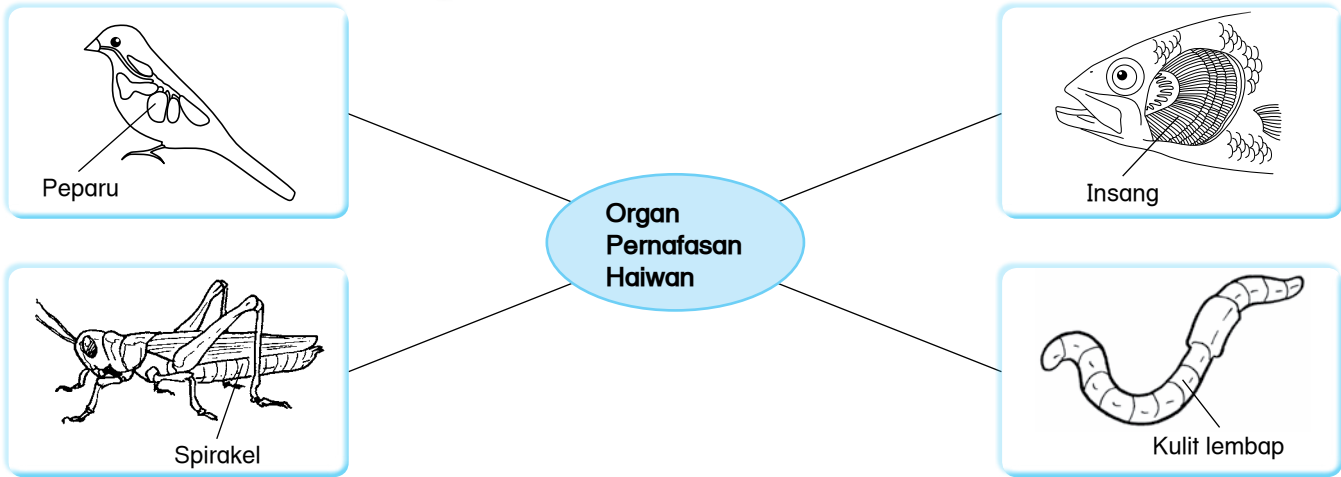 Peparu
Insang
Organ
Pernafasan
Haiwan
Spirakel
Kulit lembap